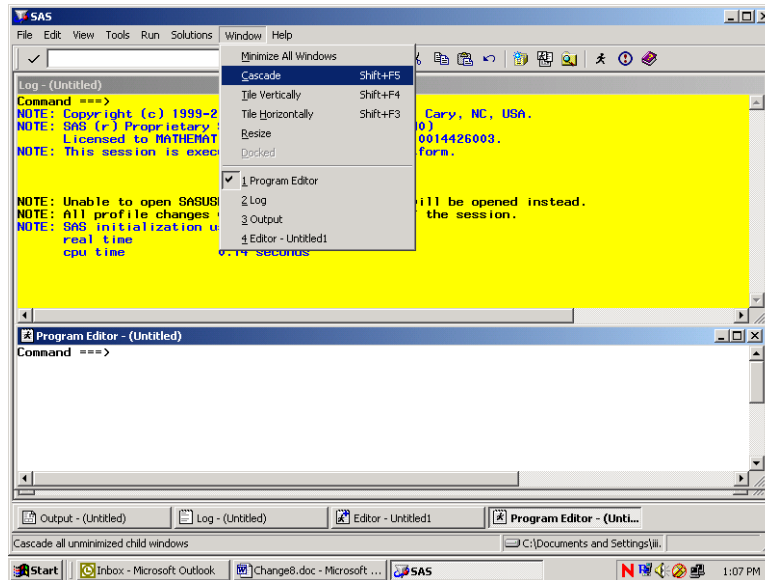 SAS
File Edit View Tools Run Solutions Window Help
Minimize All Windows
Cascade Shift+F5
Tile Vertically Shift+F4
Tile Horizontally Shift+F3
Resize
Docked
1 Program Editor
2 Log
3 Output
4 Editor - Untitled1
Log - (Untitled)
Command ===>
NOTE: Copyright (c) 1999-2 Cary, NC, USA.
NOTE: SAS (r) Proprietary 0)
Licensed to MATHEMAT 0014426003.
NOTE: This session is exec form.
NOTE: Unable to open SASUS ill be opened instead.
NOTE: All profile changes the session.
NOTE: SAS initialization u
real time
cpu time 0.14 seconds
Program Editor - (Untitled)
Command ===>
Output - (Untitled) Log - (Untitled) Editor - Untitled1 Program Editor - (Unti...
Cascade all unminimized child windows C:\Documents and Settings\iii.
Start Inbox - Microsoft Outlook Change8.doc - Microsoft ... SAS 1:07 PM